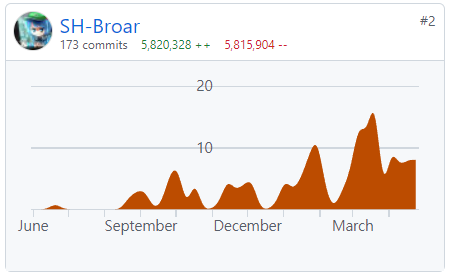 SH-Broar
#2
173 commits 5,820,328 ++ 5,815,904 --
20
10
June September December March